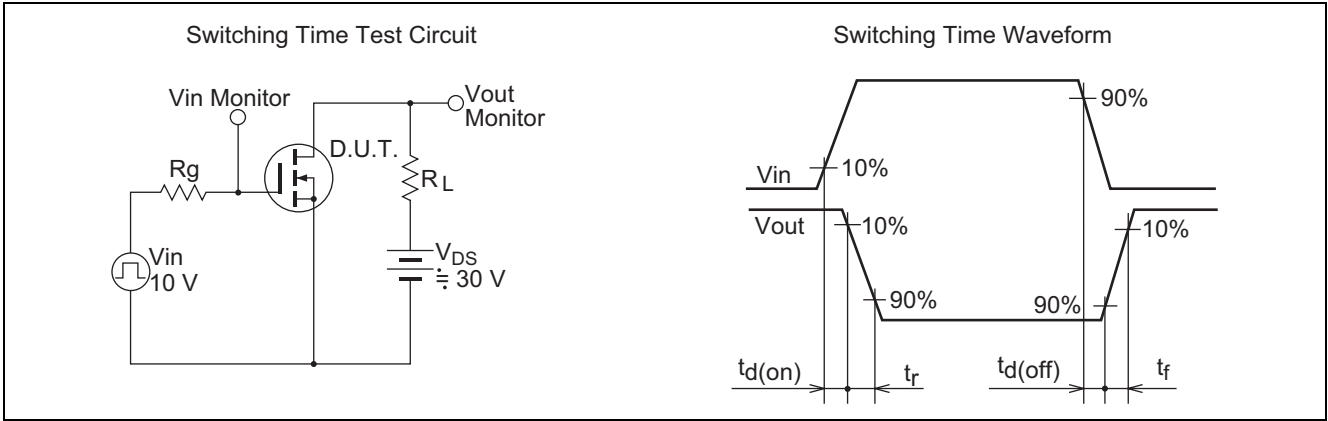 Switching Time Test Circuit
Vin Monitor
Vout
Monitor
D.U.T.
Rg
RL
Vin
10 V
VDS
≒ 30 V
Switching Time Waveform
90%
10%
Vin
Vout
10%
10%
90%
90%
td(on)
tr
td(off)
tf